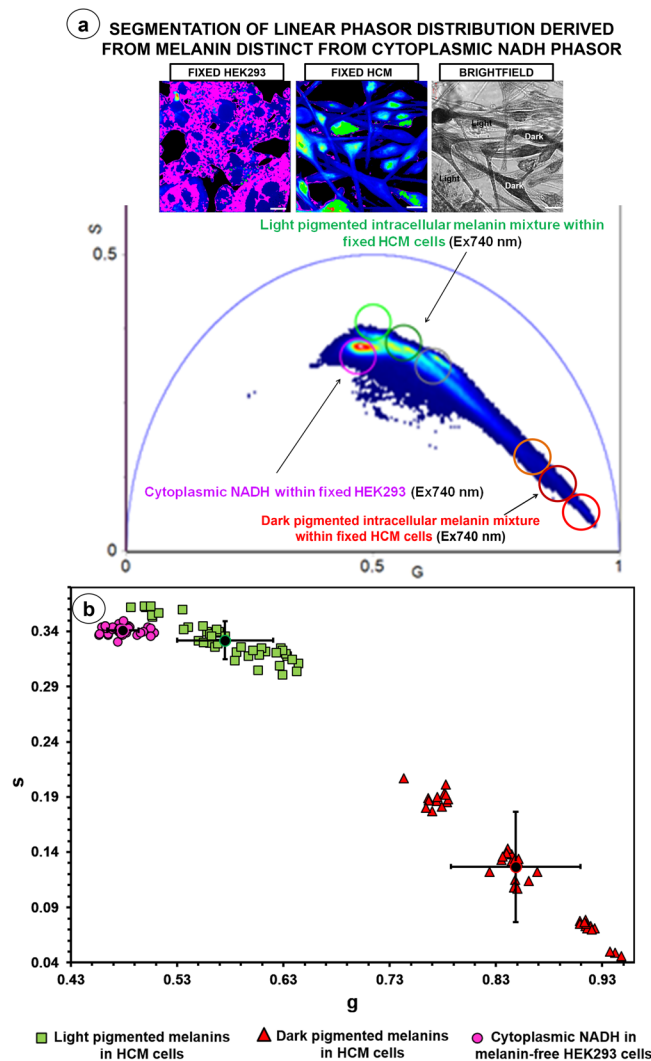 a
SEGMENTATION OF LINEAR PHASOR DISTRIBUTION DERIVED
FROM MELANIN DISTINCT FROM CYTOPLASMIC NADH PHASOR
FIXED HEK293
FIXED HCM
BRIGHTFIELD
Light
Dark
Light
Dark
Light pigmented intracellular melanin mixture within
fixed HCM cells (Ex740 nm)
S
0.5
Cytoplasmic NADH within fixed HEK293 (Ex740 nm)
Dark pigmented intracellular melanin mixture
within fixed HCM cells (Ex740 nm)
0
0
0.5
1
G
b
0.34
0.29
0.24
s
0.19
0.14
0.09
0.04
0.43
0.53
0.63
0.73
0.83
0.93
g
Light pigmented melanins
in HCM cells
Dark pigmented melanins
in HCM cells
Cytoplasmic NADH in
melanin-free HEK293 cells